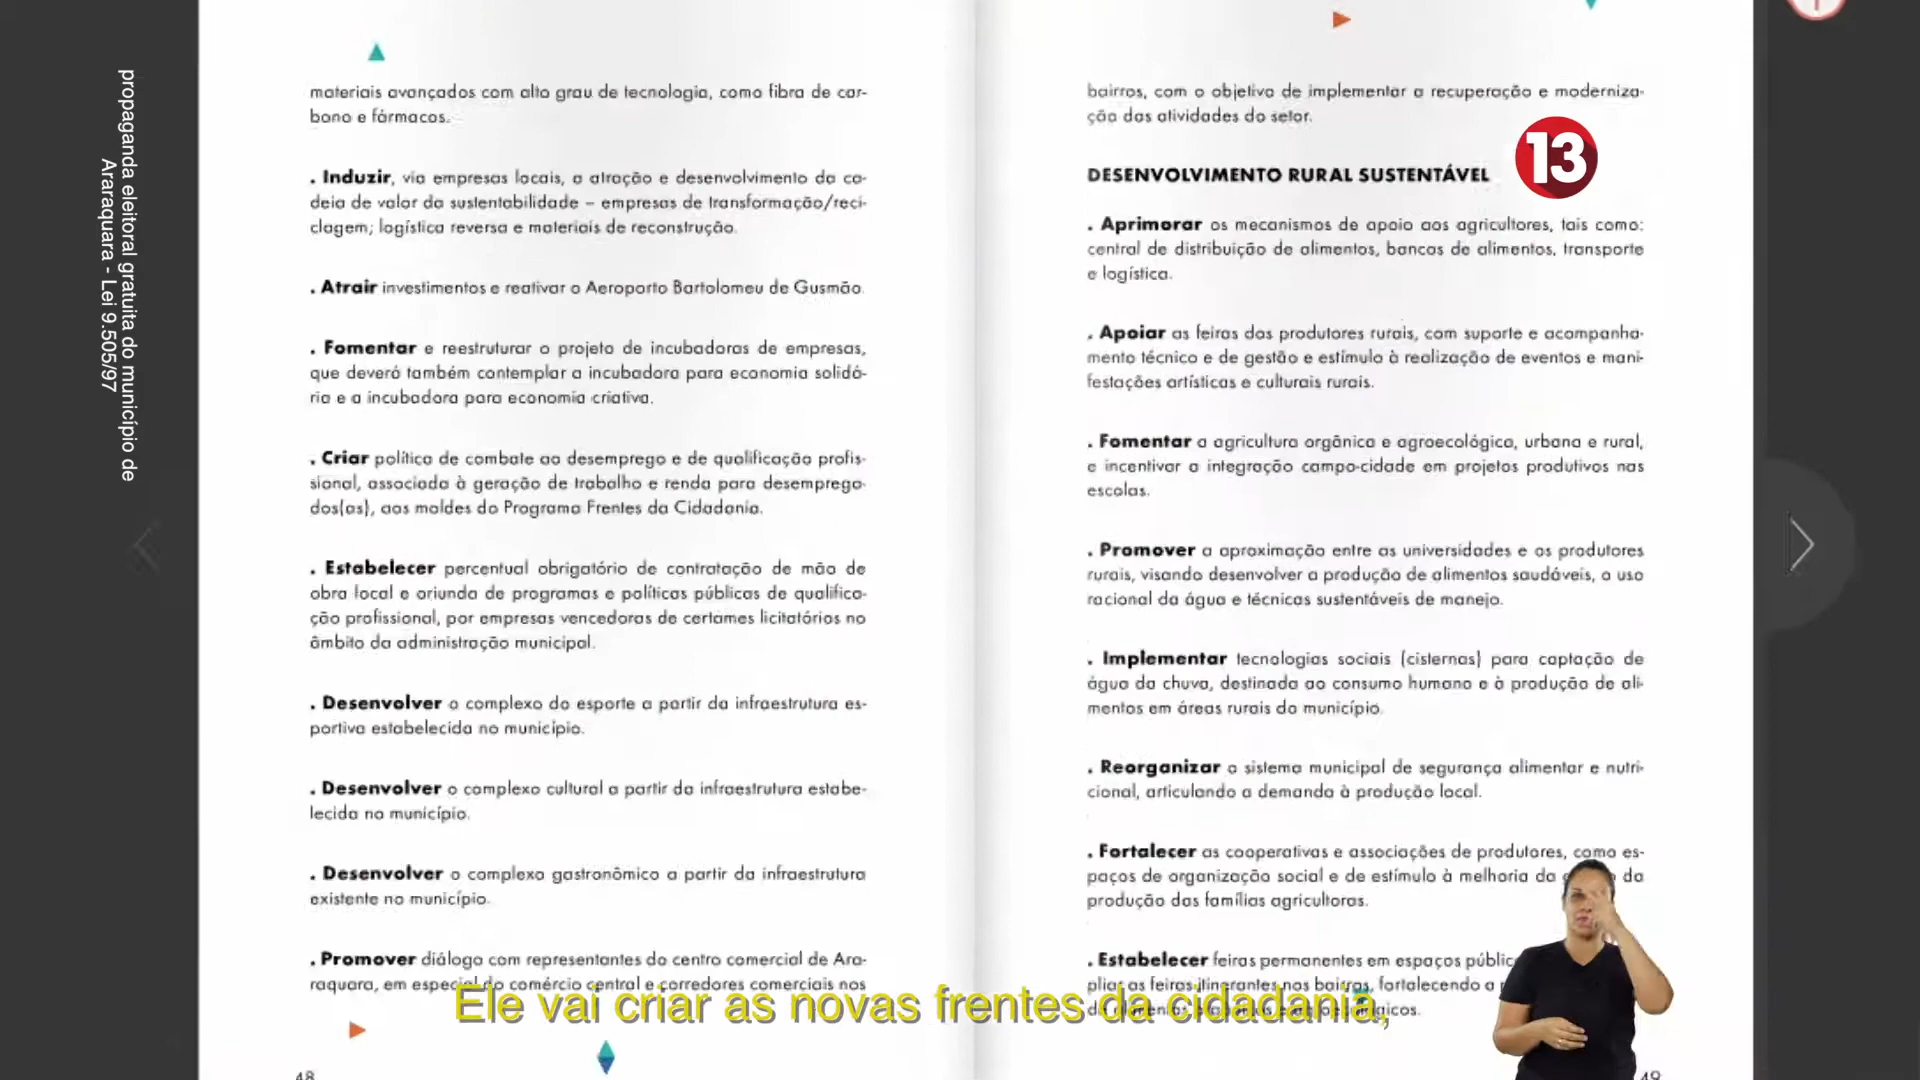 propaganda eleitoral gratuita do município de
Araraquara - Lei 9.505/97
materiais avançados com alto grau de tecnologia, como fibra de car-
bono e fármacos.
. Induzir, via empresas locais, a atração e desenvolvimento da ca-
deia de valor da sustentabilidade – empresas de transformação/reci-
clagem; logística reversa e materiais de reconstrução.
. Atrair investimentos e reativar o Aeroporto Bartolomeu de Gusmão.
. Fomentar e reestruturar o projeto de incubadoras de empresas,
que deverá também contemplar a incubadora para economia solidá-
ria e a incubadora para economia criativa.
. Criar política de combate ao desemprego e de qualificação profis-
sional, associada à geração de trabalho e renda para desemprega-
dos(as), aos moldes do Programa Frentes da Cidadania.
. Estabelecer percentual obrigatório de contratação de mão de
obra local e oriunda de programas e políticas públicas de qualifica-
ção profissional, por empresas vencedoras de certames licitatórios no
âmbito da administração municipal.
. Desenvolver o complexo do esporte a partir da infraestrutura es-
portiva estabelecida no município.
. Desenvolver o complexo cultural a partir da infraestrutura estabe-
lecida no município.
. Desenvolver o complexo gastronômico a partir da infraestrutura
existente no município.
. Promover diálogo com representantes do centro comercial de Ara-
raquara, em especial do comércio central e corredores comerciais nos
48
bairros, com o objetivo de implementar a recuperação e moderniza-
ção das atividades do setor.
13
DESENVOLVIMENTO RURAL SUSTENTÁVEL
. Aprimorar os mecanismos de apoio aos agricultores, tais como:
central de distribuição de alimentos, bancos de alimentos, transporte
e logística.
. Apoiar as feiras dos produtores rurais, com suporte e acompanha-
mento técnico e de gestão e estímulo à realização de eventos e mani-
festações artísticas e culturais rurais.
. Fomentar a agricultura orgânica e agroecológica, urbana e rural,
e incentivar a integração campo-cidade em projetos produtivos nas
escolas.
. Promover a aproximação entre as universidades e os produtores
rurais, visando desenvolver a produção de alimentos saudáveis, o uso
racional da água e técnicas sustentáveis de manejo.
. Implementar tecnologias sociais (cisternas) para captação de
água da chuva, destinada ao consumo humano e à produção de ali-
mentos em áreas rurais do município.
. Reorganizar o sistema municipal de segurança alimentar e nutri-
cional, articulando a demanda à produção local.
. Fortalecer as cooperativas e associações de produtores, como es-
paços de organização social e de estímulo à melhoria da da
produção das famílias agricultoras.
. Estabelecer feiras permanentes em espaços públic
pliar as feiras itinerantes nos bairros, fortalecendo a
49
Ele vai criar as novas frentes da cidadania,